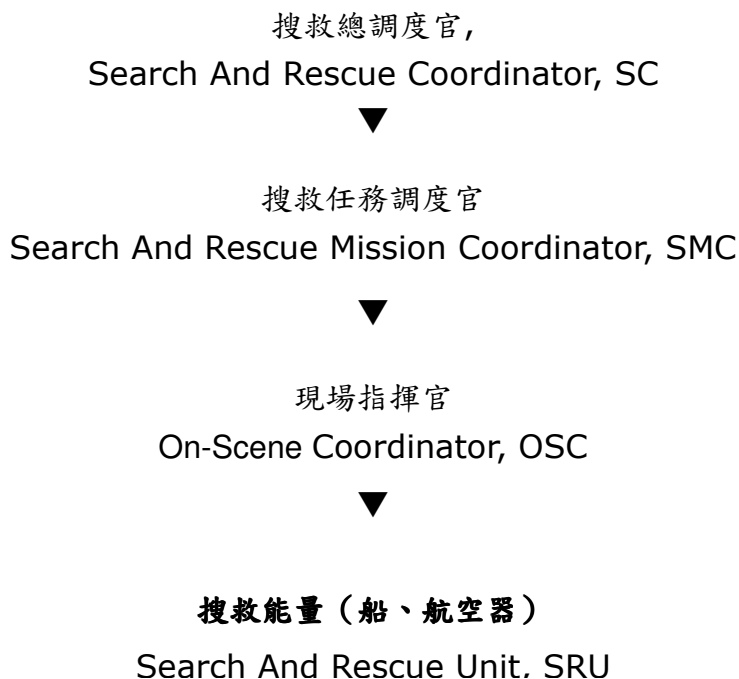 搜救總調度官,
Search And Rescue Coordinator, SC
▼
搜救任務調度官
Search And Rescue Mission Coordinator, SMC
▼
現場指揮官
On-Scene Coordinator, OSC
▼
搜救能量（船、航空器）
Search And Rescue Unit, SRU